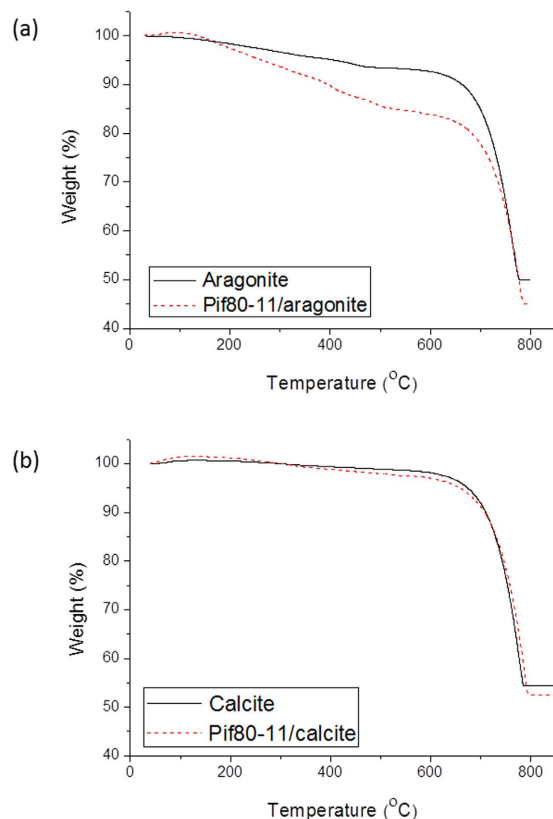 (a)
100
90
80
70
60
50
40
Weight (%)
Aragonite
Pif80-11/aragonite
0
200
400
600
800
Temperature (°C)
(b)
100
90
80
70
60
50
40
Weight (%)
Calcite
Pif80-11/calcite
0
200
400
600
800
Temperature (°C)